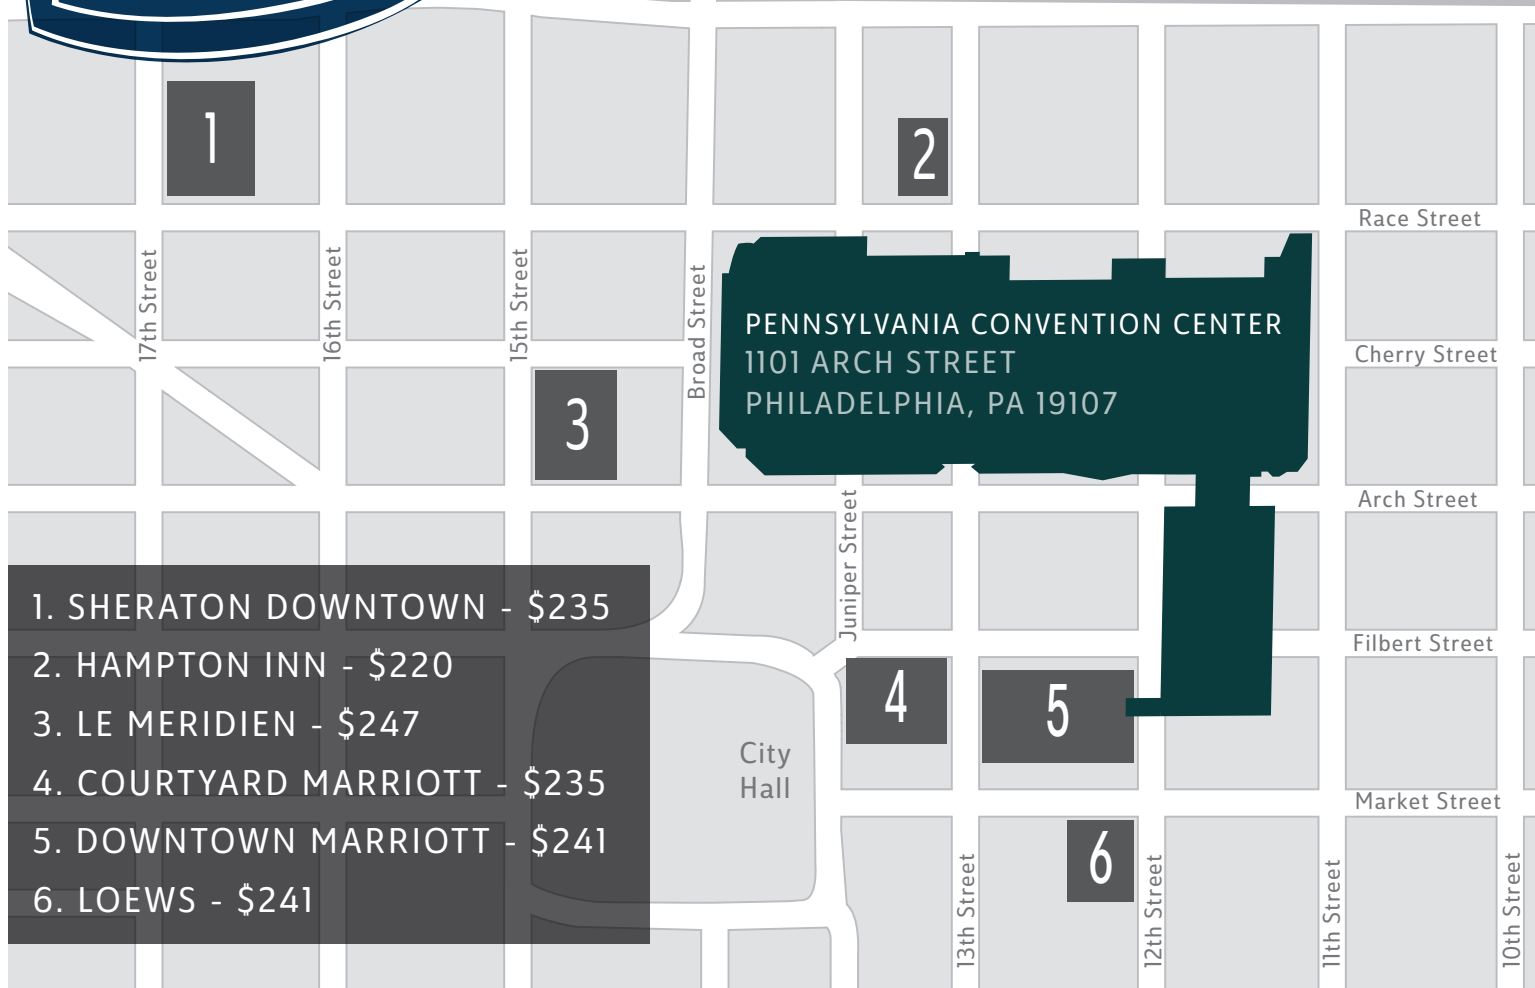 1
2
Race Street
17th Street
16th Street
15th Street
Broad Street
PENNSYLVANIA CONVENTION CENTER
1101 ARCH STREET
PHILADELPHIA, PA 19107
Cherry Street
3
Arch Street
Juniper Street
Filbert Street
1. SHERATON DOWNTOWN - $235
2. HAMPTON INN - $220
3. LE MERIDIEN - $247
4. COURTYARD MARRIOTT - $235
5. DOWNTOWN MARRIOTT - $241
6. LOEWS - $241
City
Hall
4
5
Market Street
6
13th Street
12th Street
11th Street
10th Street